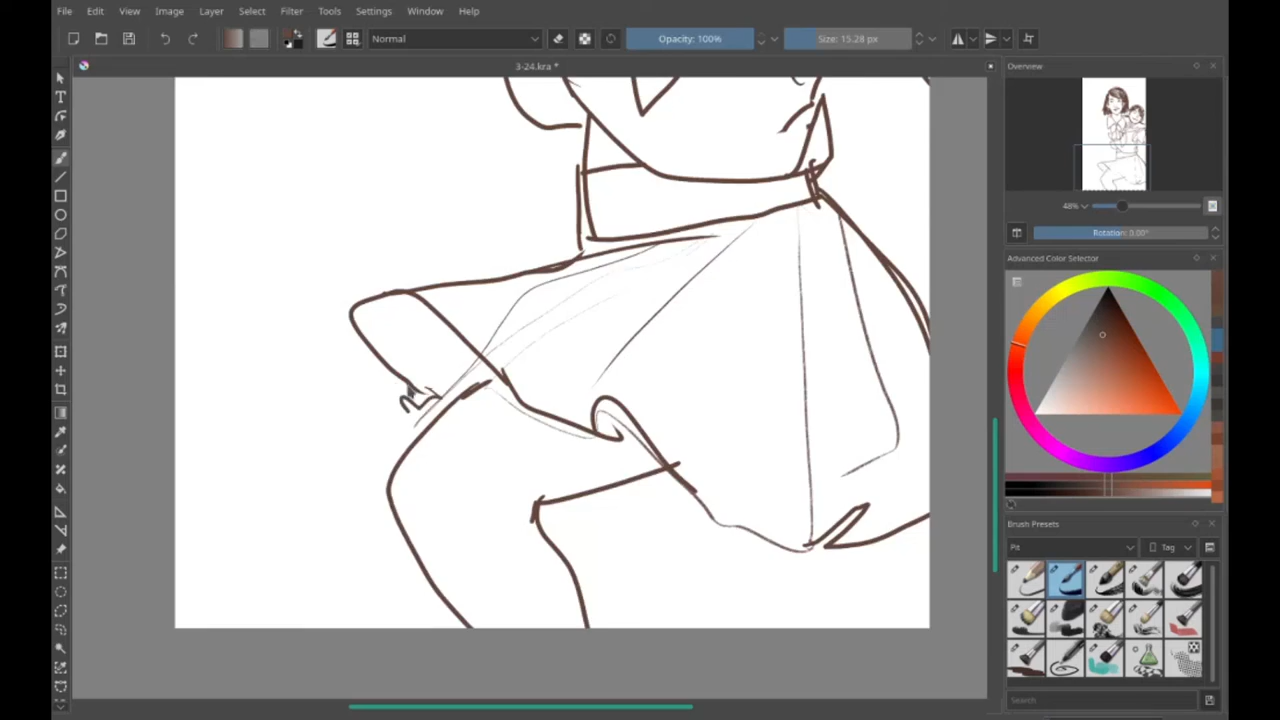 File Edit View Image Layer Select Filter Tools Settings Window Help
Normal Opacity: 100% Size: 15.28 px
3-24.kra *
Overview
48%
Rotation: 0.00°
Advanced Color Selector
Brush Presets
Pit Tag
Search